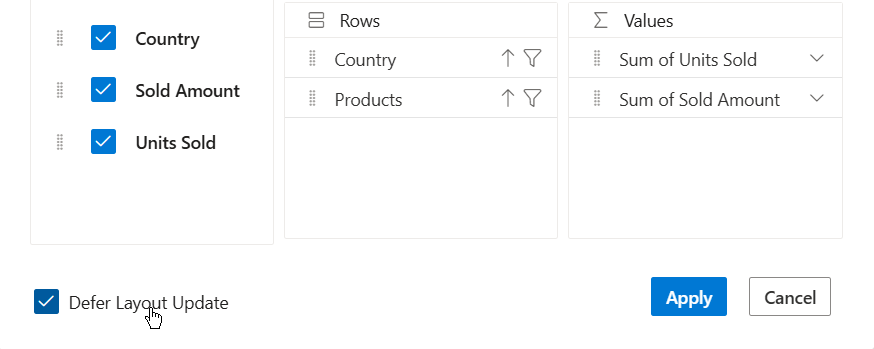 Country
Sold Amount
Units Sold
Rows
Country
Products
Values
Sum of Units Sold
Sum of Sold Amount
Defer Layout Update
Apply
Cancel